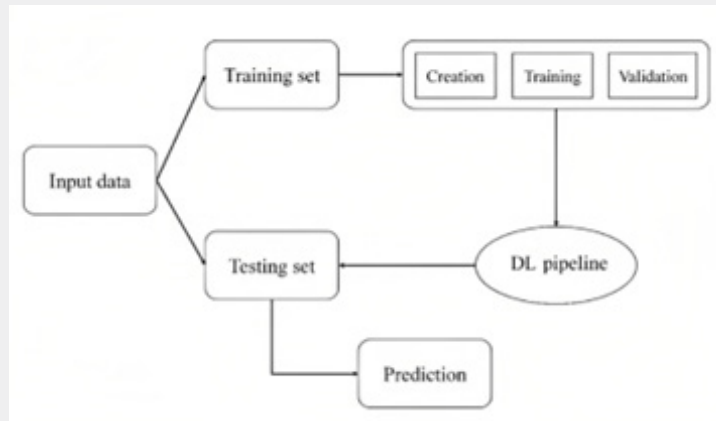 Training set
Creation
Training
Validation
Input data
Testing set
DL pipeline
Prediction